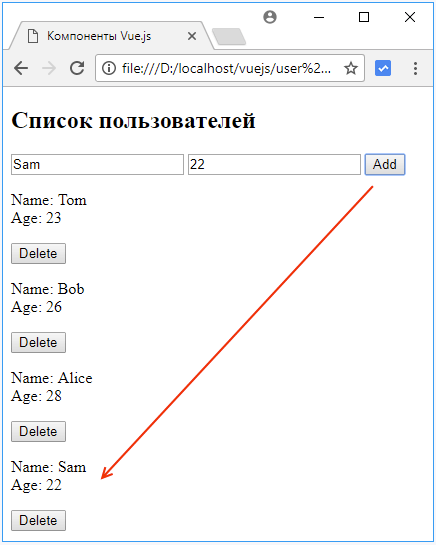 Компоненты Vue.js
file:///D:/localhost/vuejs/user%2...
Список пользователей
Sam 22 Add
Name: Tom
Age: 23
Delete
Name: Bob
Age: 26
Delete
Name: Alice
Age: 28
Delete
Name: Sam
Age: 22
Delete